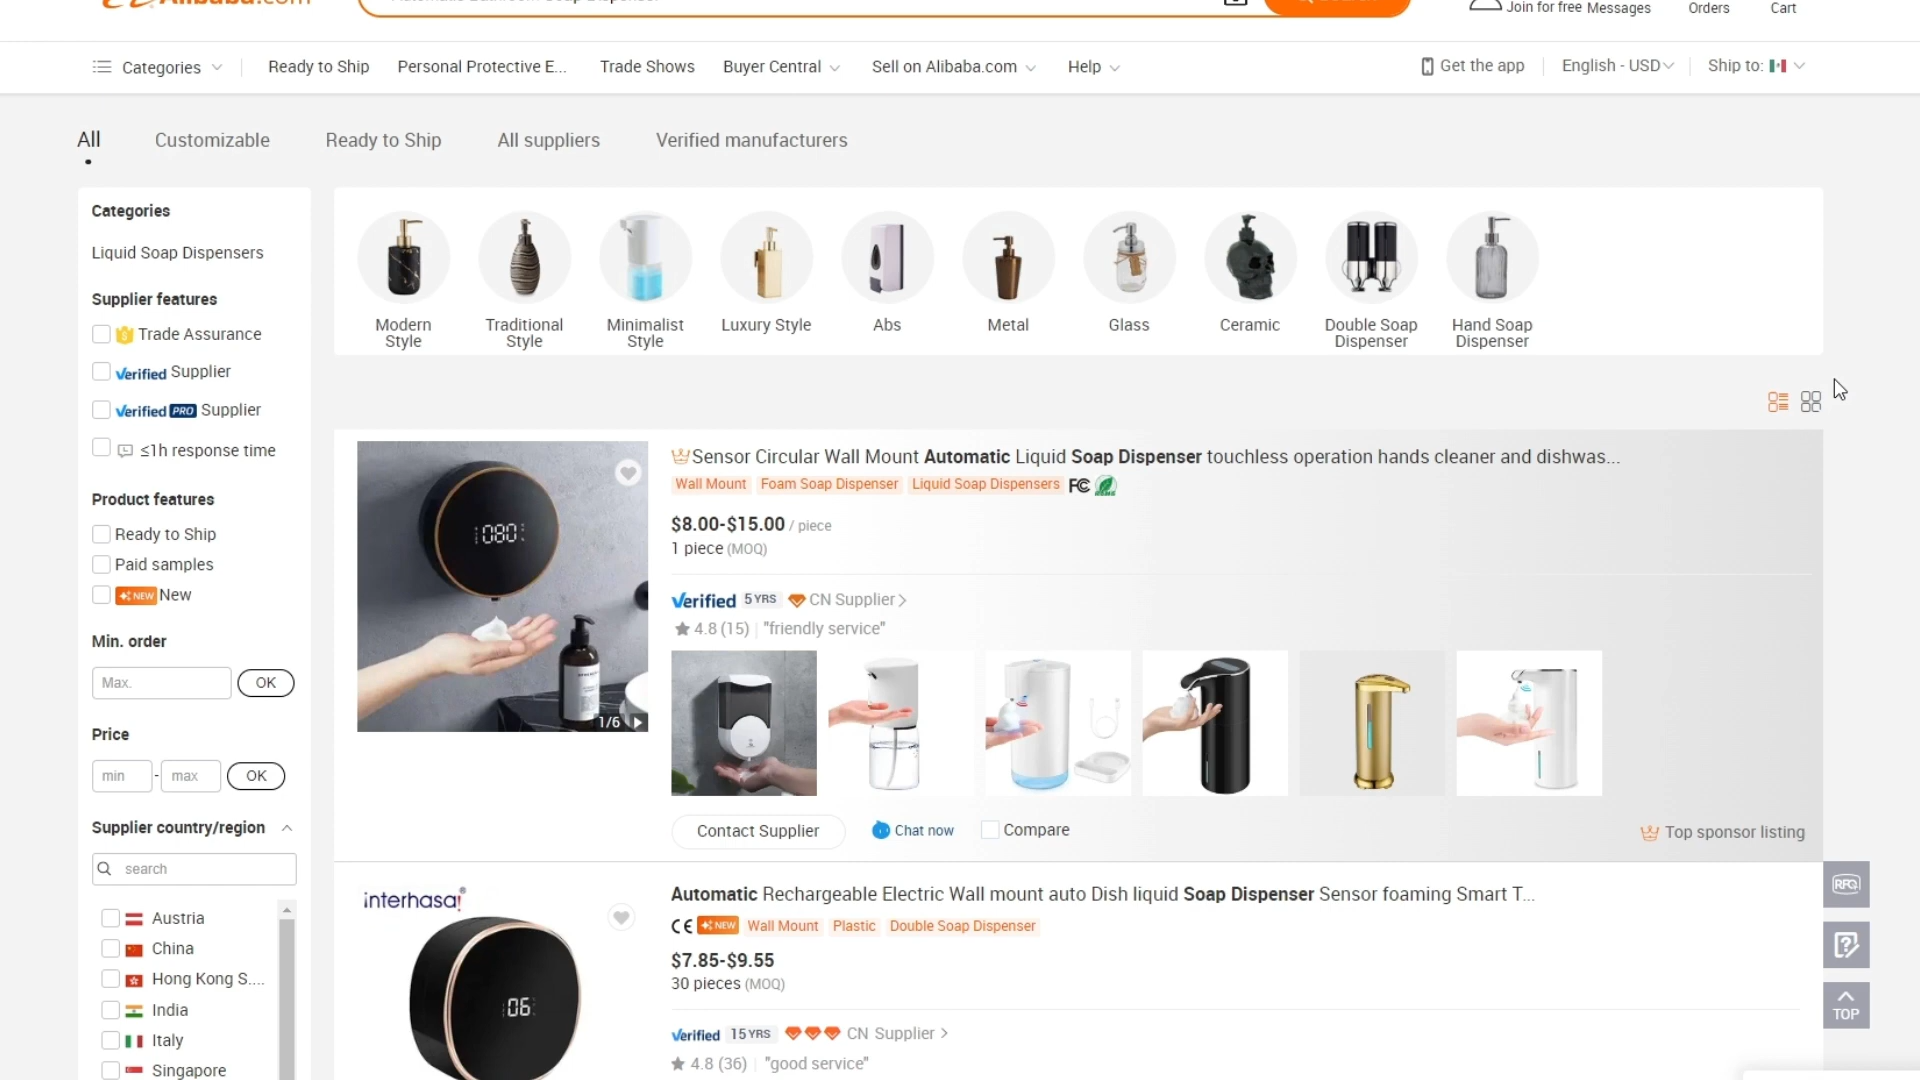 Alibaba.com
Join for free Messages Orders Cart
Categories Ready to Ship Personal Protective E... Trade Shows Buyer Central Sell on Alibaba.com Help Get the app English - USD Ship to:
All Customizable Ready to Ship All suppliers Verified manufacturers
Categories
Liquid Soap Dispensers
Supplier features
Trade Assurance
Verified Supplier
Verified PRO Supplier
≤1h response time
Product features
Ready to Ship
Paid samples
NEW New
Min. order
Max. OK
Price
min - max OK
Supplier country/region
search
Austria
China
Hong Kong S....
India
Italy
Singapore
Modern Style
Traditional Style
Minimalist Style
Luxury Style
Abs
Metal
Glass
Ceramic
Double Soap Dispenser
Hand Soap Dispenser
080
1/6
Sensor Circular Wall Mount Automatic Liquid Soap Dispenser touchless operation hands cleaner and dishwas...
Wall Mount Foam Soap Dispenser Liquid Soap Dispensers FC
$8.00-$15.00 / piece
1 piece (MOQ)
Verified 5 YRS CN Supplier >
4.8 (15) "friendly service"
Contact Supplier Chat now Compare Top sponsor listing
interhasa!®
06
Automatic Rechargeable Electric Wall mount auto Dish liquid Soap Dispenser Sensor foaming Smart T...
CE NEW Wall Mount Plastic Double Soap Dispenser
$7.85-$9.55
30 pieces (MOQ)
Verified 15 YRS CN Supplier >
4.8 (36) "good service"
RFQ
TOP